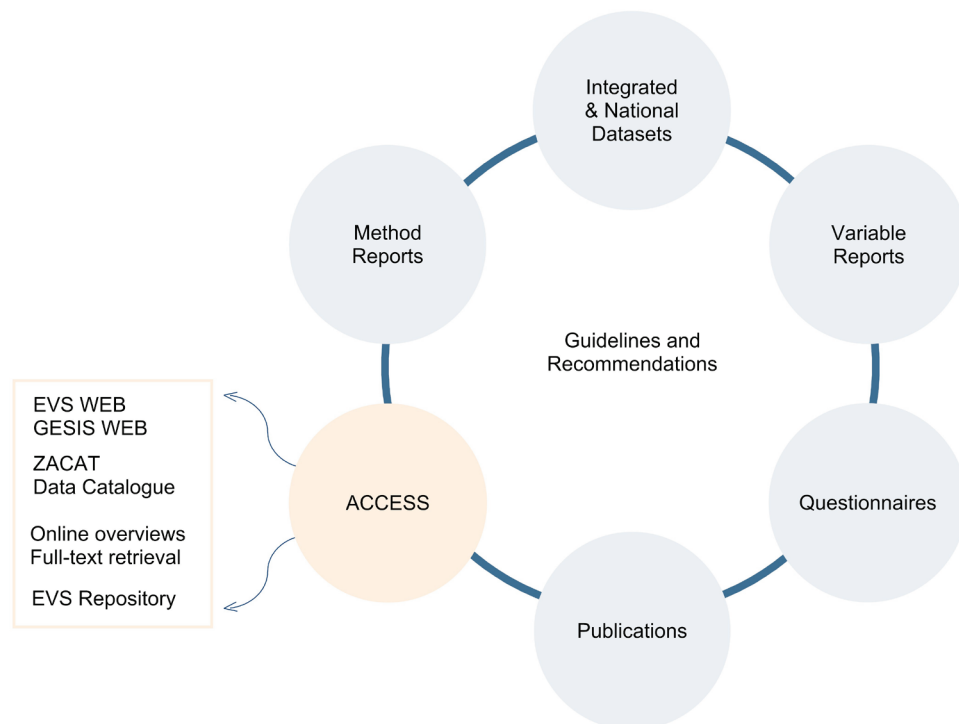 Integrated
& National
Datasets
Method
Reports
Variable
Reports
Guidelines and
Recommendations
EVS WEB
GESIS WEB
ZACAT
Data Catalogue
Online overviews
Full-text retrieval
EVS Repository
ACCESS
Questionnaires
Publications